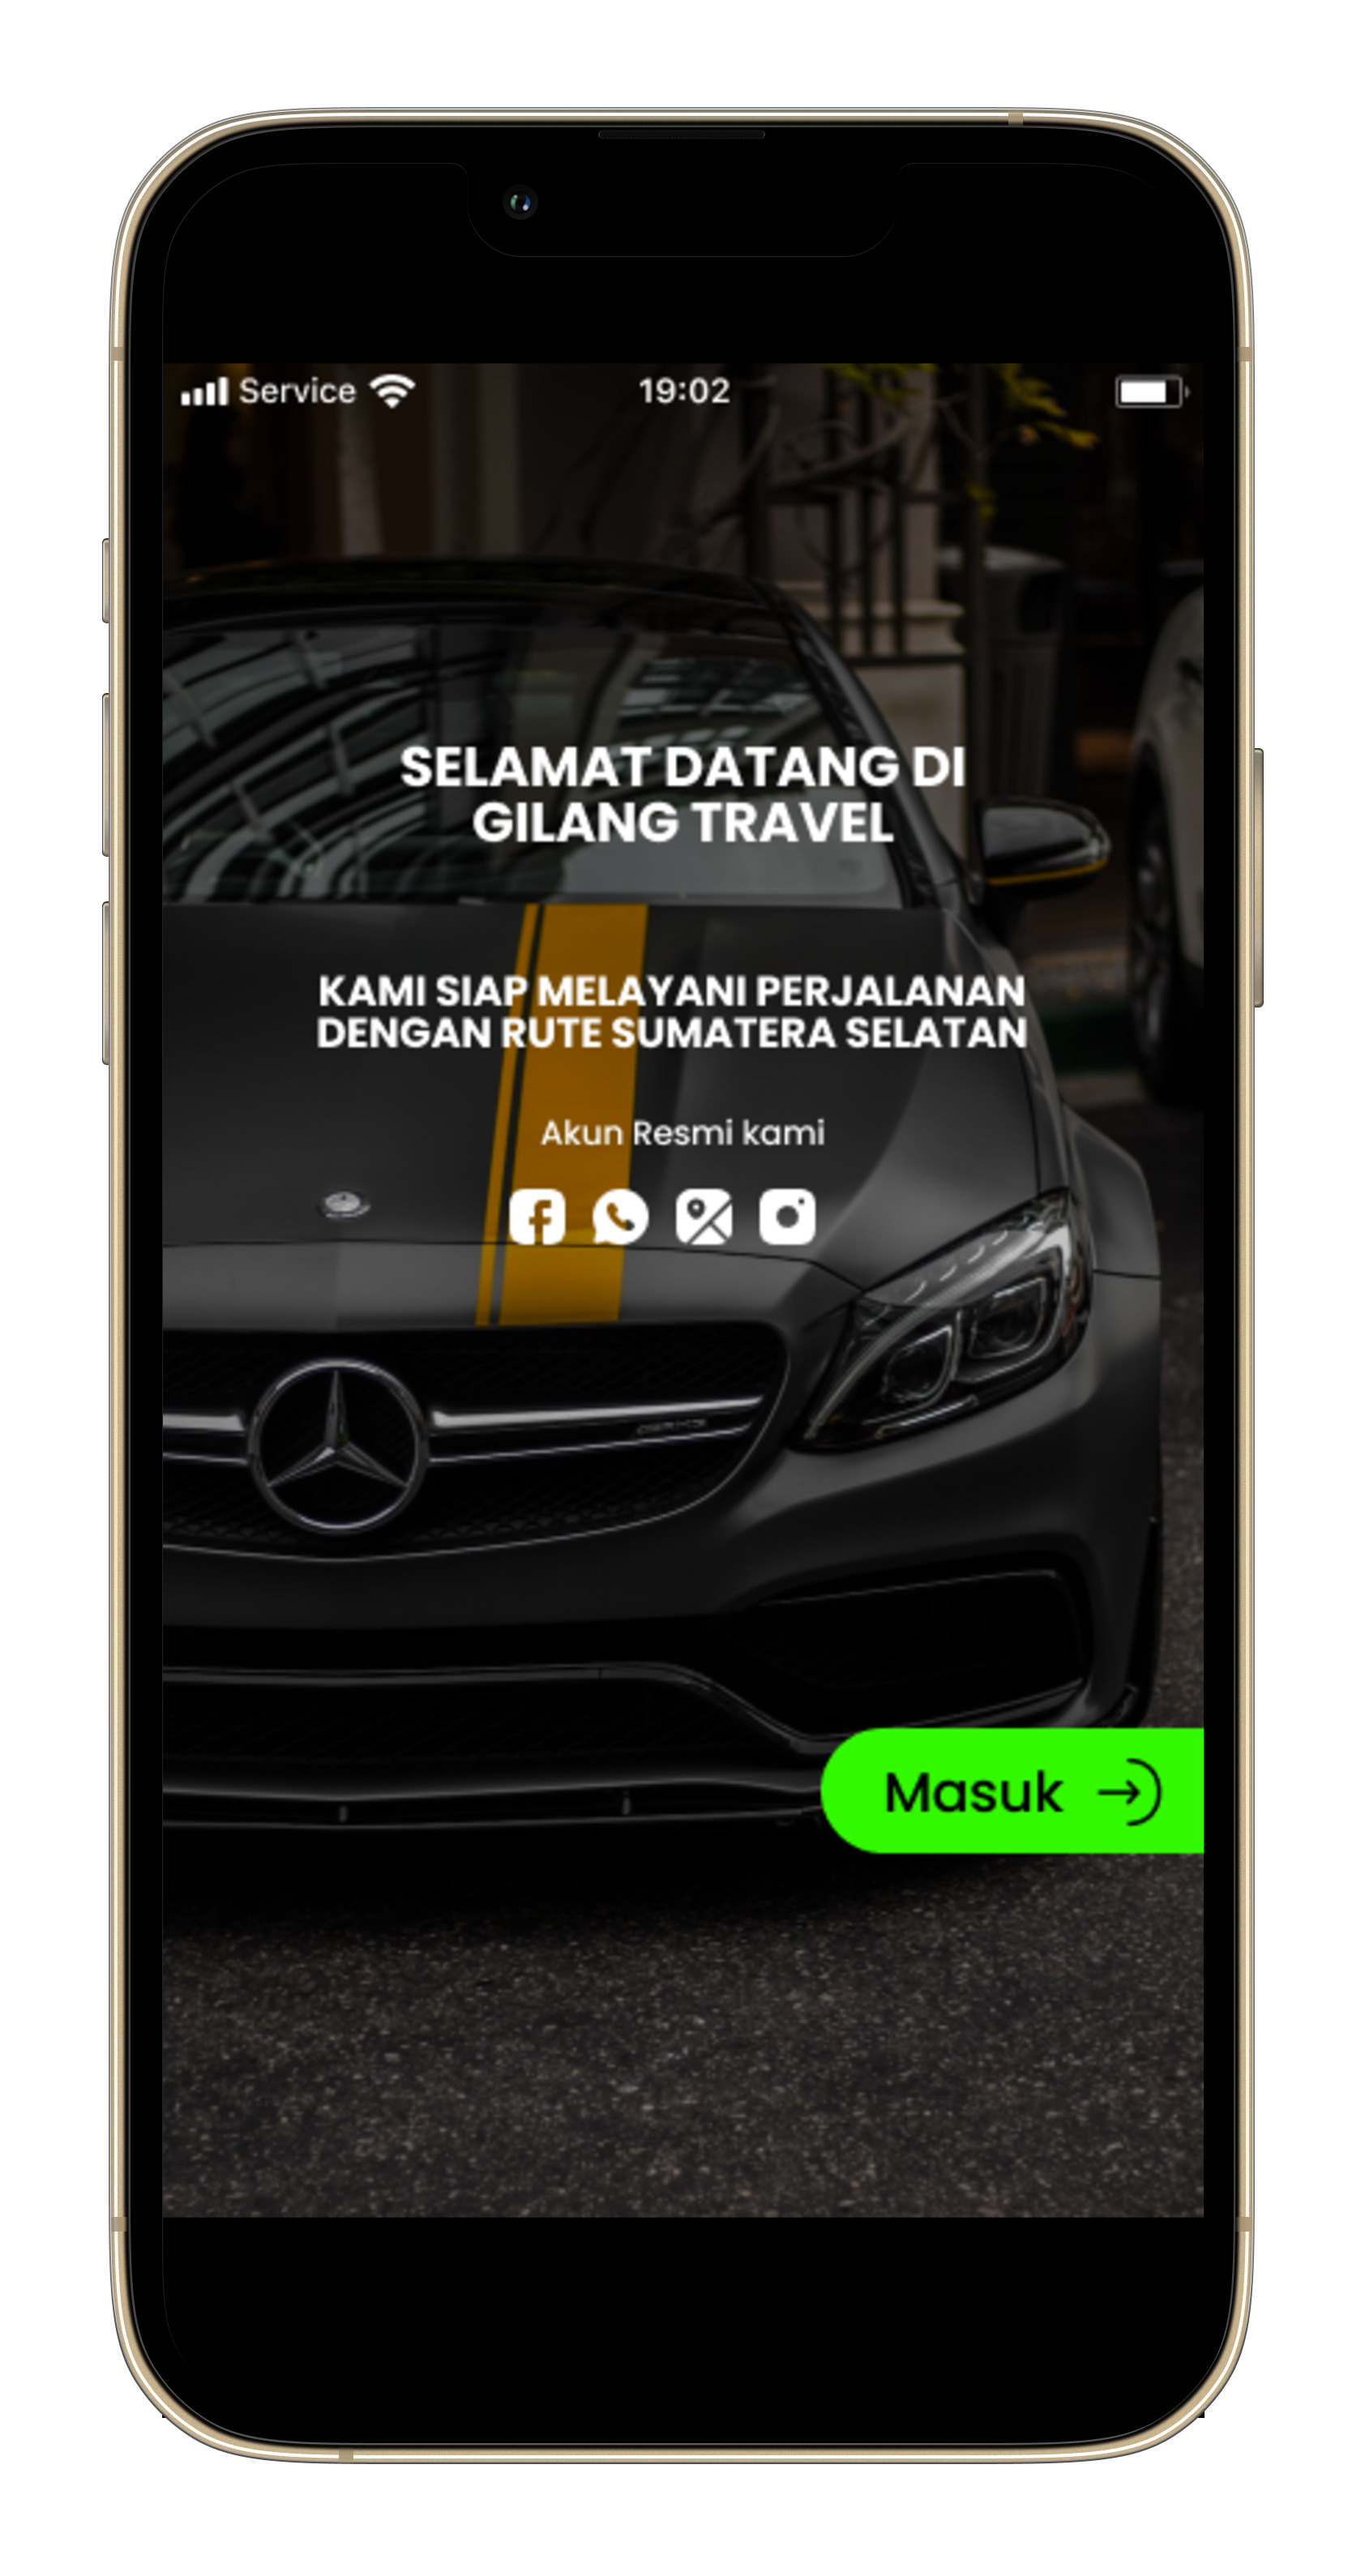 Service
19:02
SELAMAT DATANG DI
GILANG TRAVEL
KAMI SIAP MELAYANI PERJALANAN
DENGAN RUTE SUMATERA SELATAN
Akun Resmi kami
Masuk